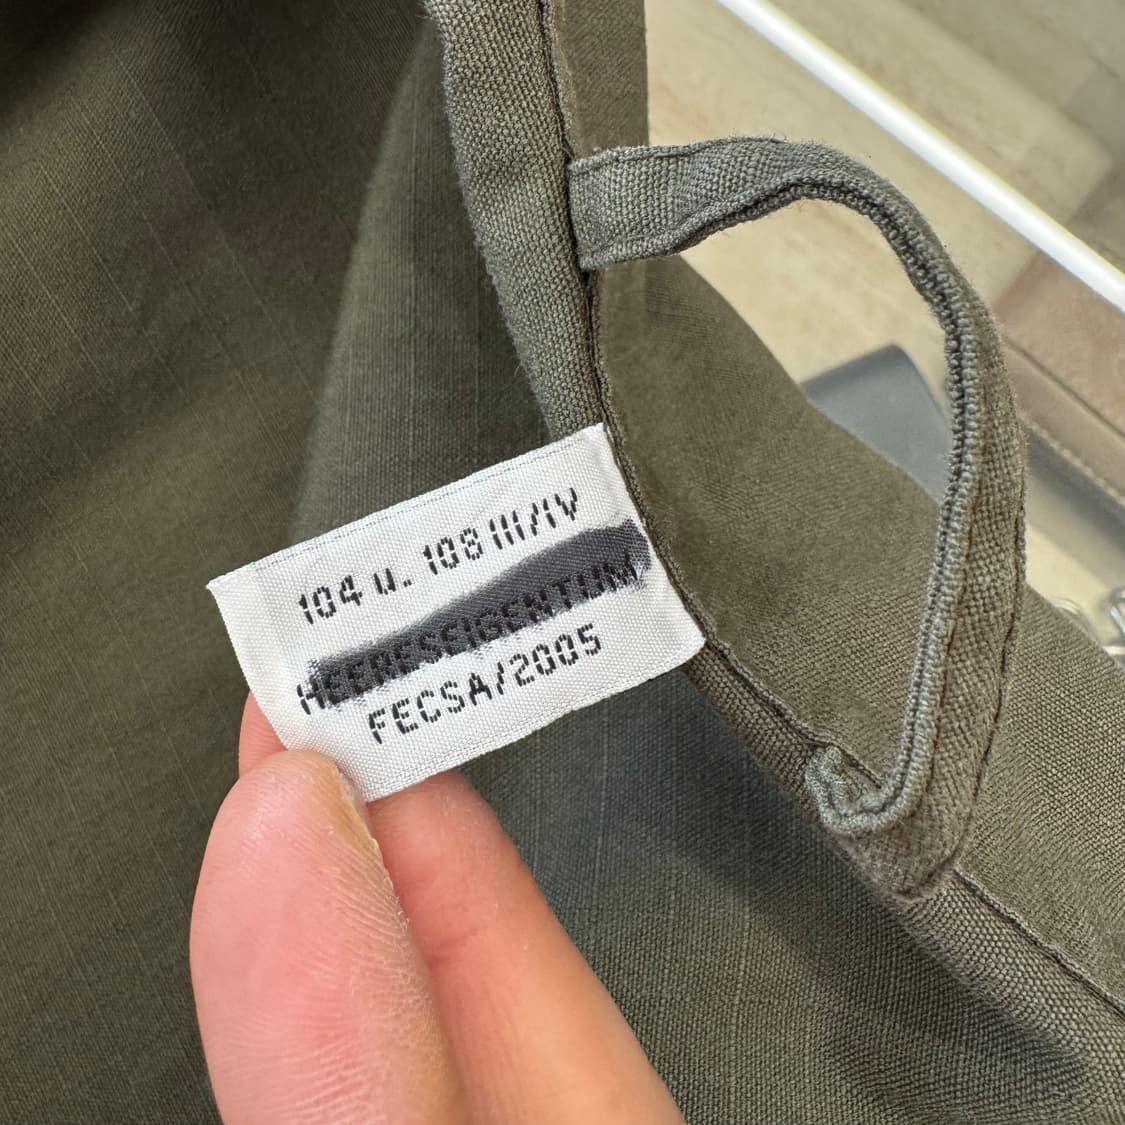 104 u. 108 III/IV
HEERESEIGENTUM
FECSA/2005